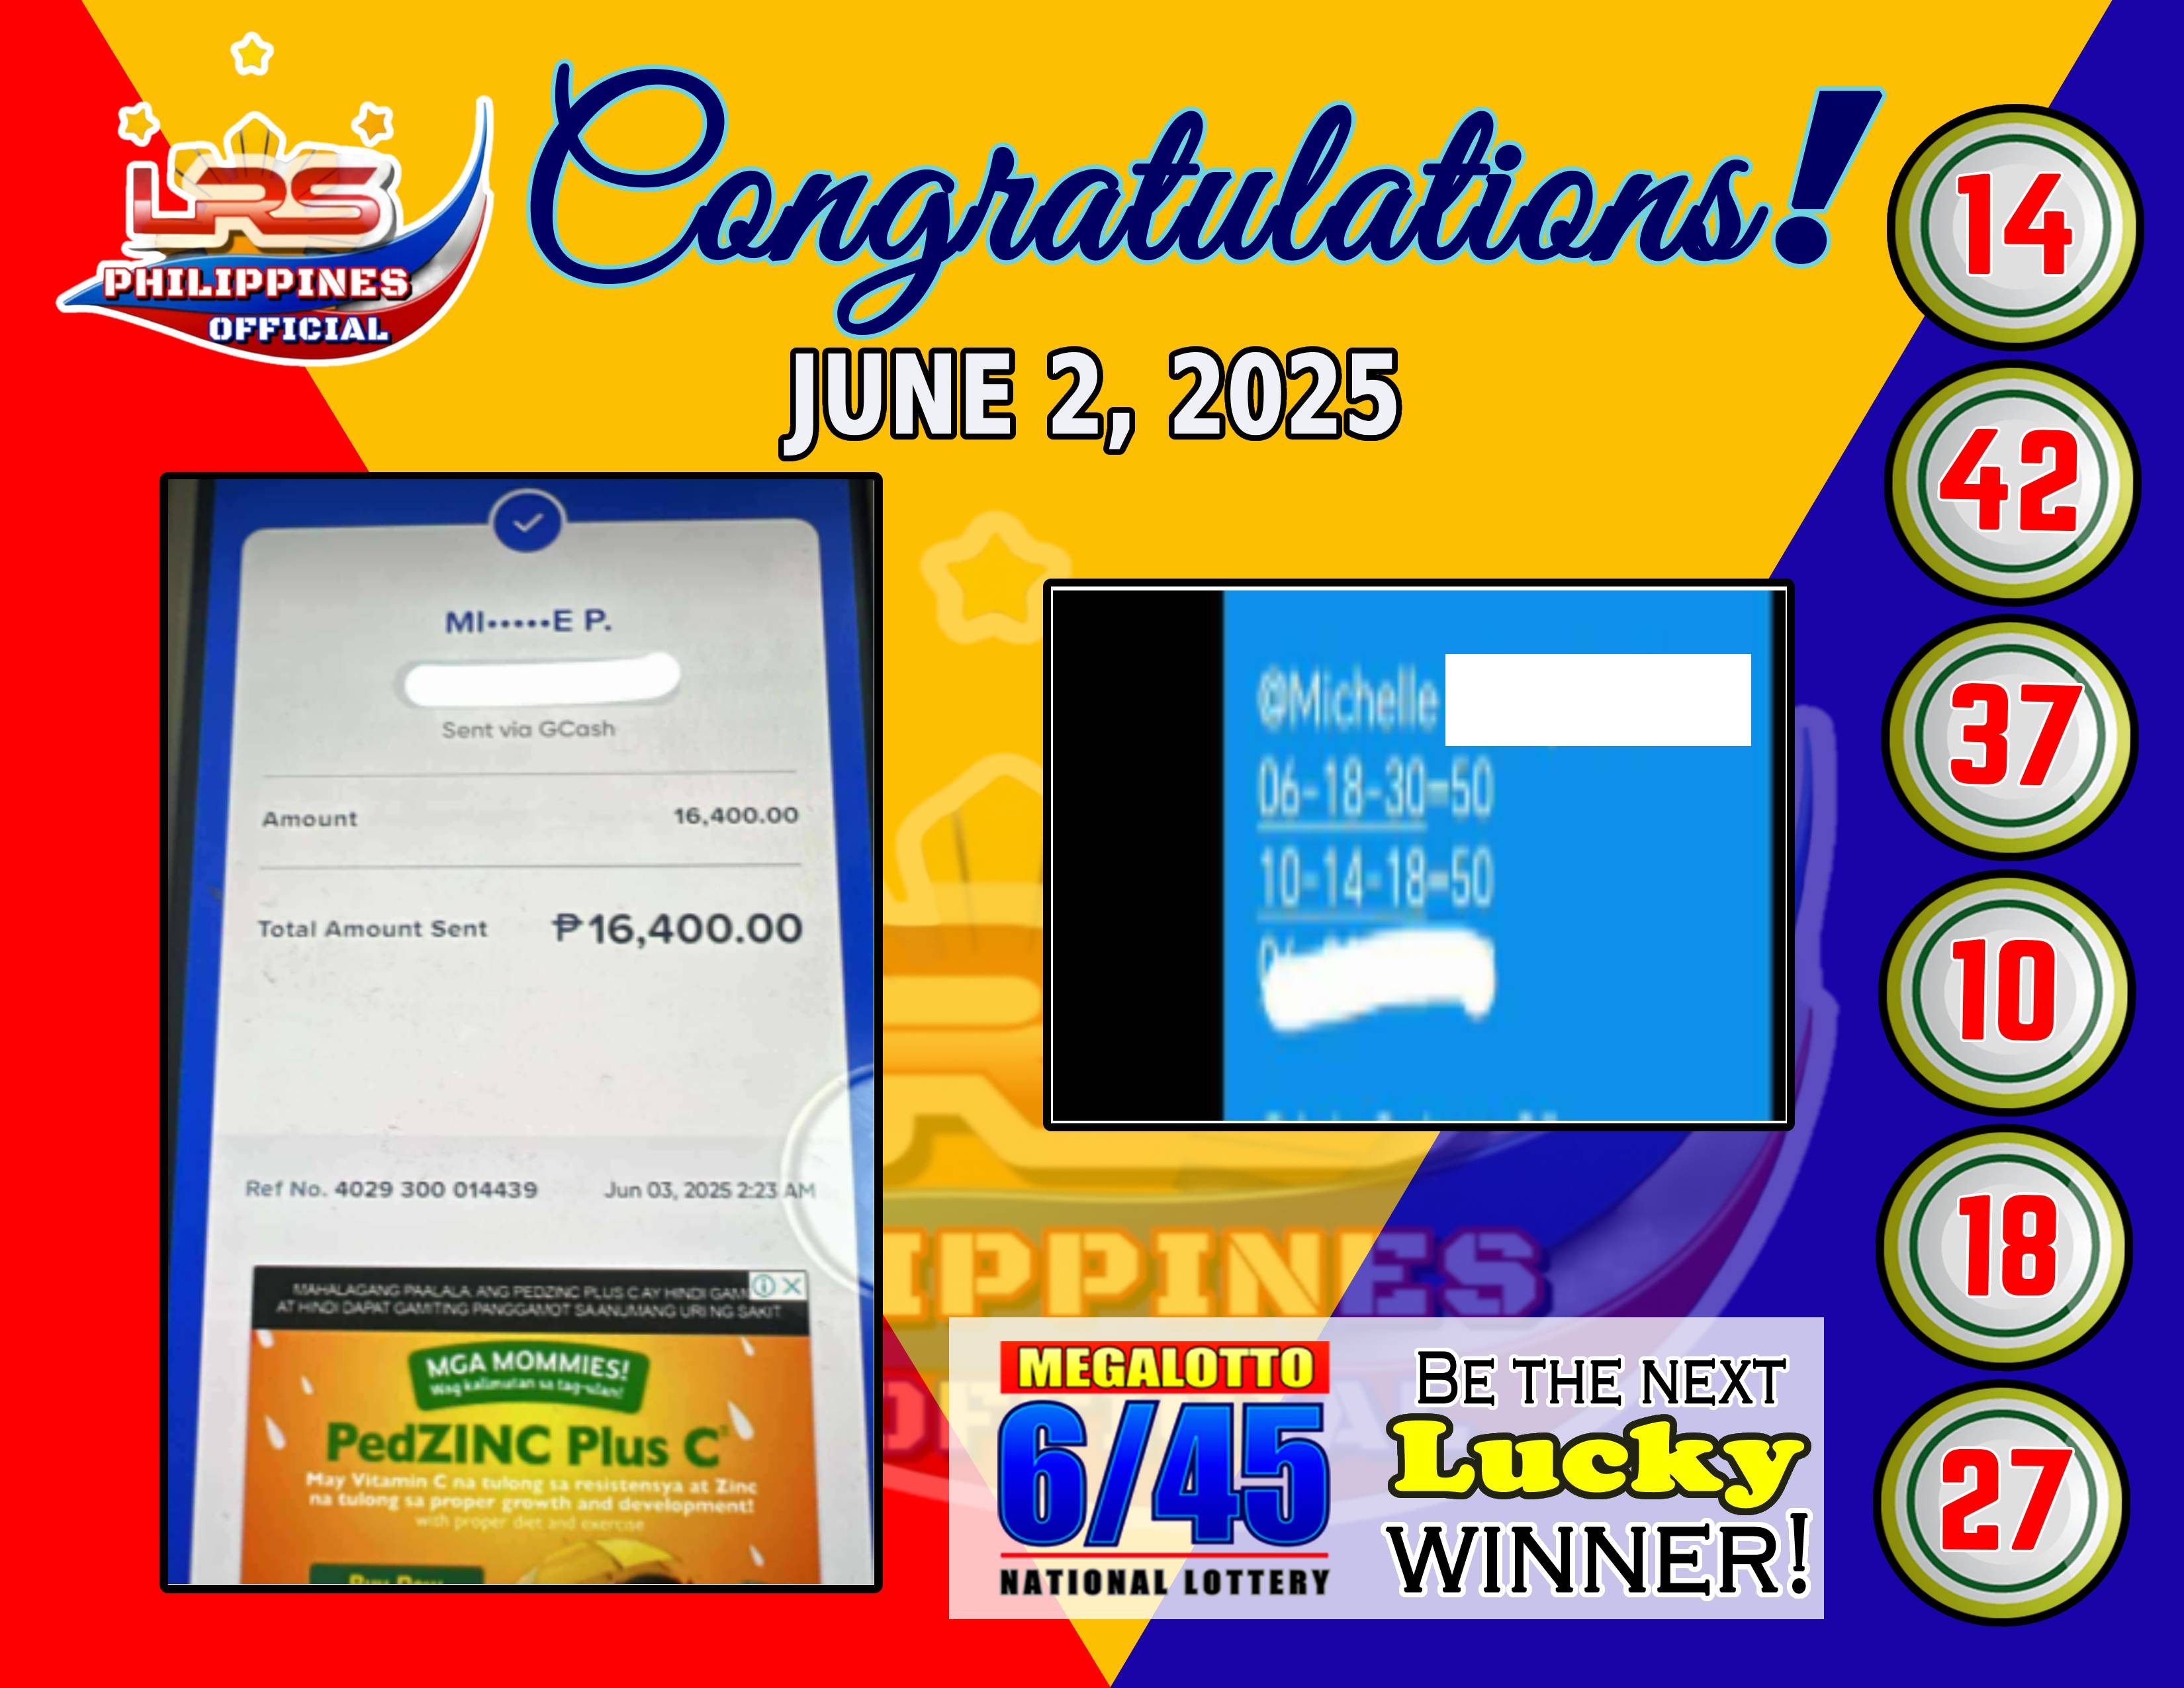 LRS
PHILIPPINES
OFFICIAL
Congratulations!
JUNE 2, 2025
MI•••••E P.
Sent via GCash
Amount 16,400.00
Total Amount Sent ₱16,400.00
Ref No. 4029 300 014439 Jun 03, 2025 2:23 AM
MAHALAGANG PAALALA. ANG PEDZINC PLUS C AY HINDI GAM
AT HINDI DAPAT GAMITING PANGGAMOT SA ANUMANG URI NG SAKIT.
MGA MOMMIES!
Wag kalimutan sa tag-ulan!
PedZINC Plus C
May Vitamin C na tulong sa resistensya at Zinc
na tulong sa proper growth and development!
with proper diet and exercise
@Michelle
06-18-30=50
10-14-18=50
IPPINES
MEGALOTTO
6/45
NATIONAL LOTTERY
BE THE NEXT
Lucky
WINNER!
14
42
37
10
18
27